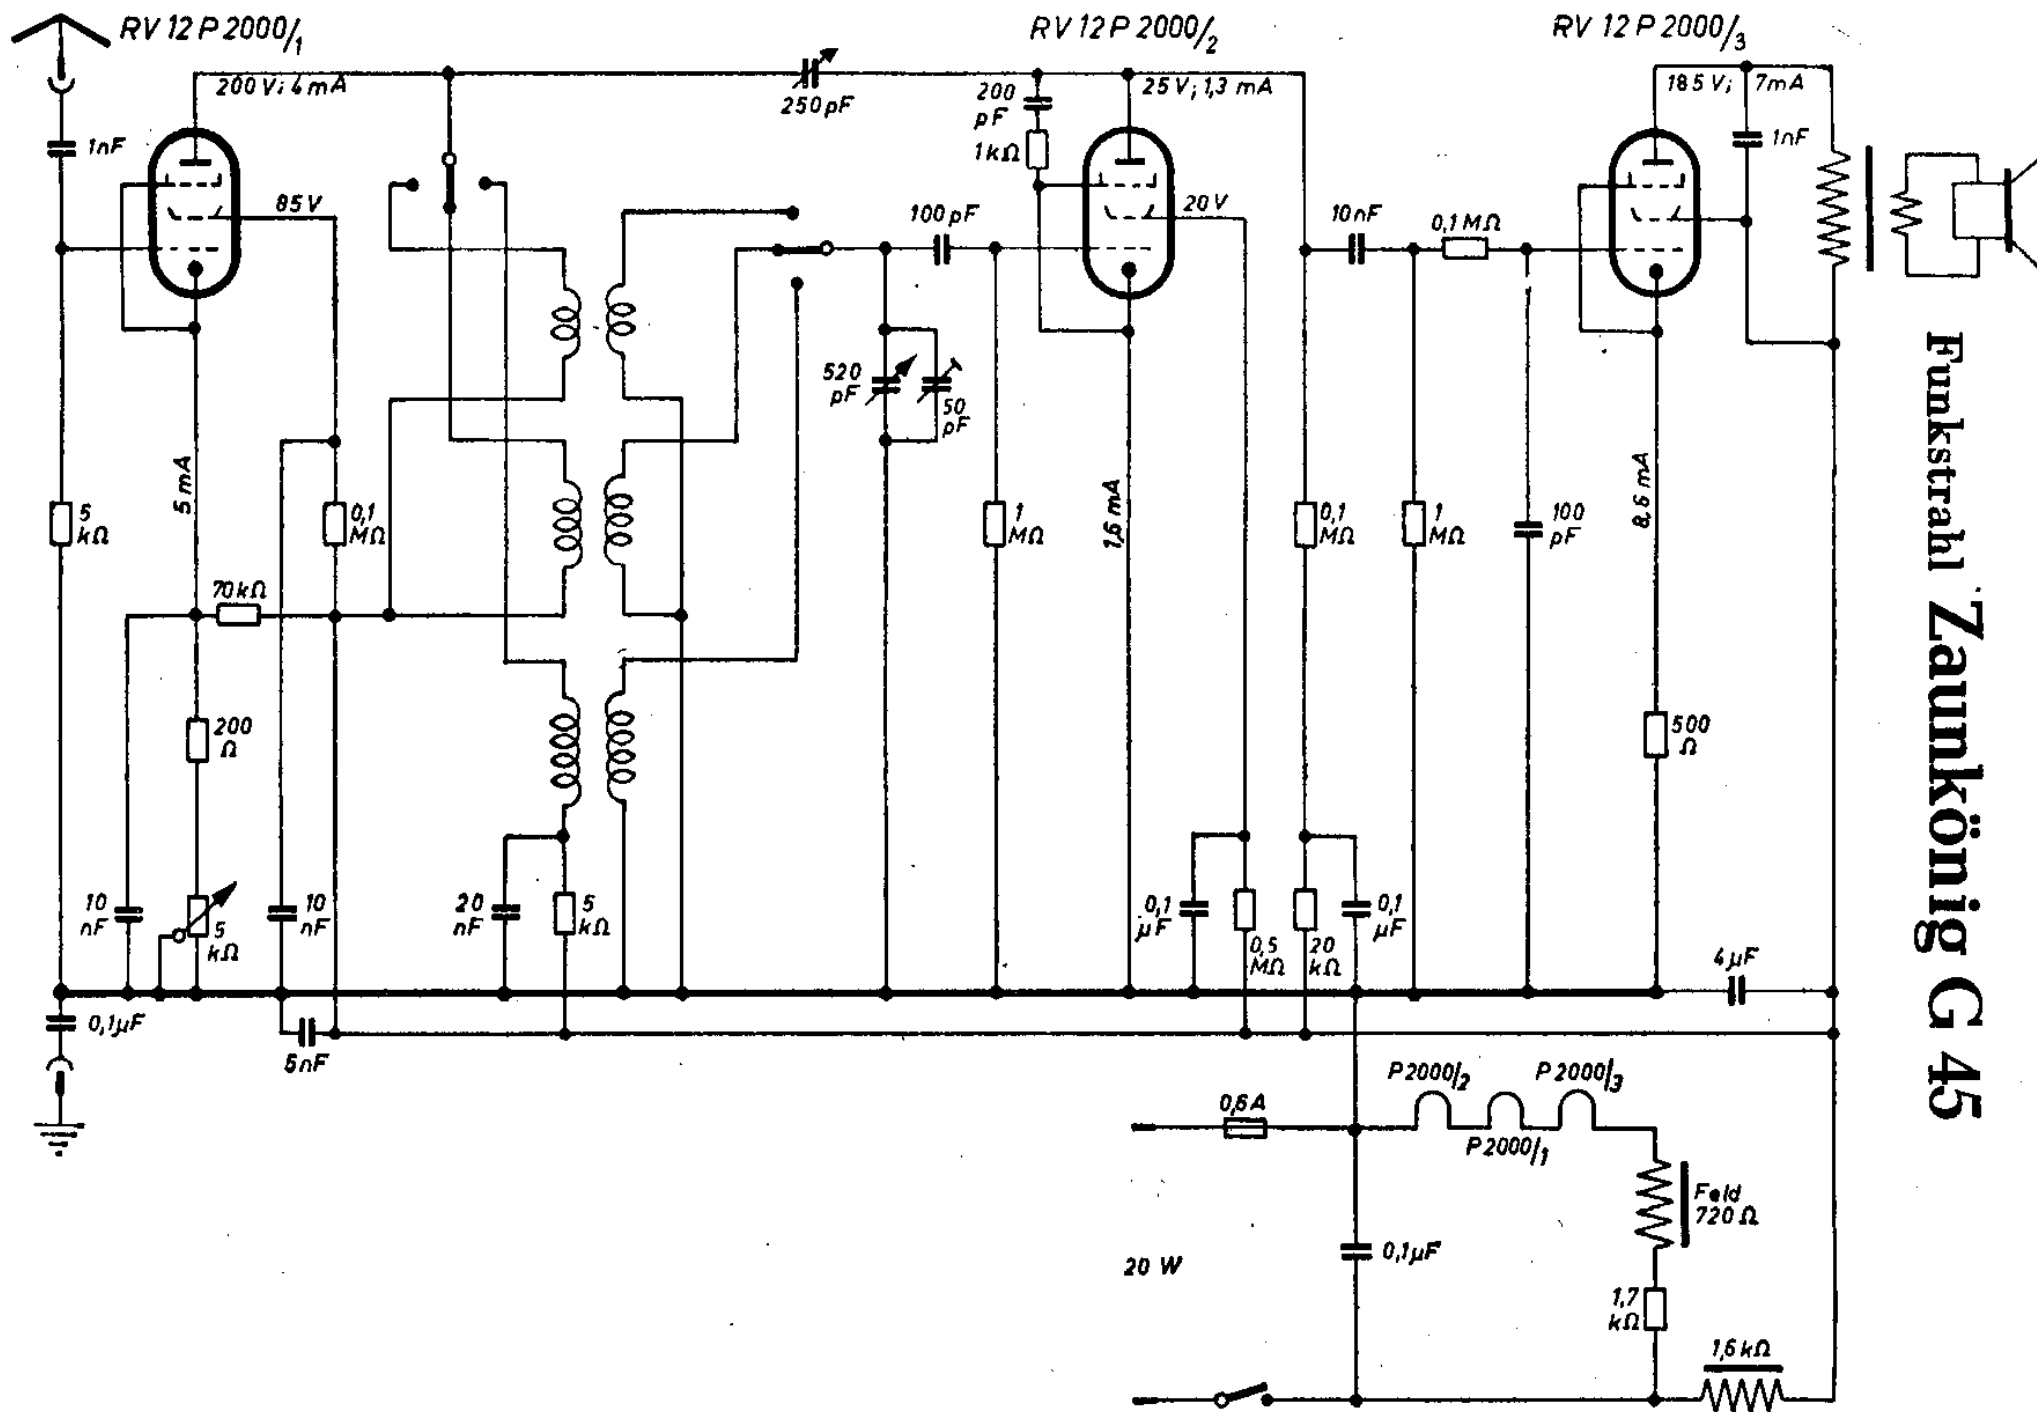 RV 12 P 2000/1
RV 12 P 2000/2
RV 12 P 2000/3
200 V; 4 mA
250 pF
200 pF
1 kΩ
25 V; 1,3 mA
185 V; 7 mA
1 nF
1 nF
85 V
100 pF
20 V
10 nF
0,1 MΩ
520 pF
50 pF
5 mA
5 kΩ
0,1 MΩ
1 MΩ
1,6 mA
0,1 MΩ
1 MΩ
100 pF
8,6 mA
70 kΩ
200 Ω
500 Ω
10 nF
5 kΩ
10 nF
20 nF
5 kΩ
0,1 µF
0,5 MΩ
20 kΩ
0,1 µF
4 µF
0,1 µF
5 nF
0,6 A
P 2000/2
P 2000/3
P 2000/1
Feld
720 Ω
20 W
0,1 µF
1,7 kΩ
1,6 kΩ
Funkstrahl Zaunkönig G 45